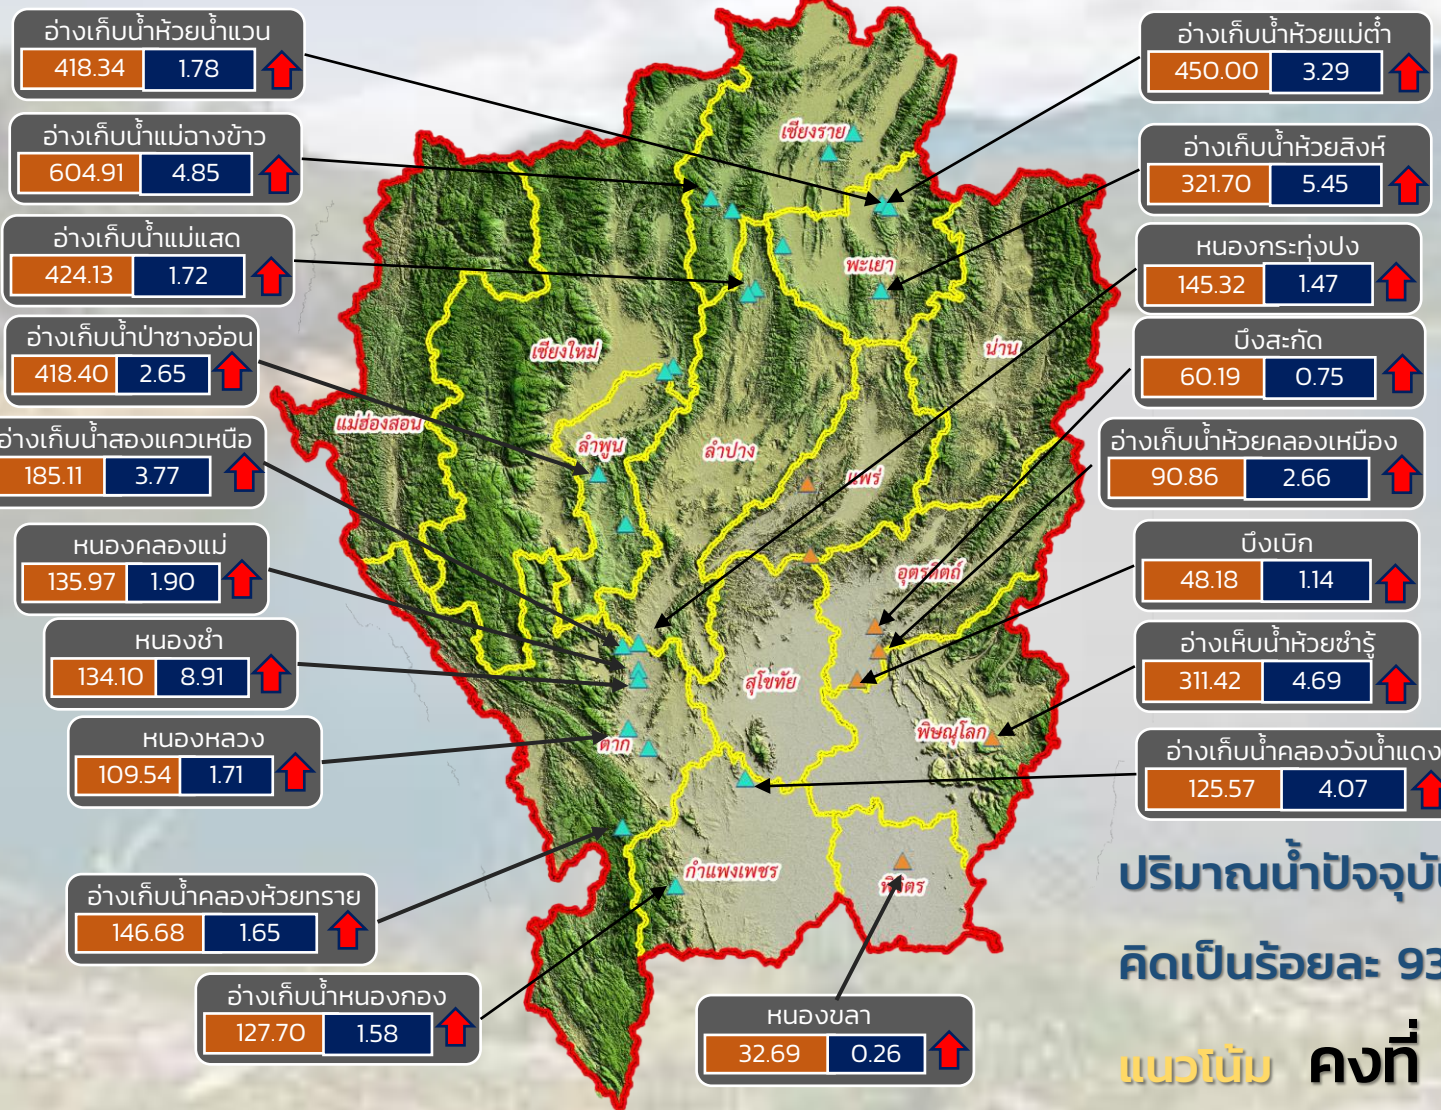 อ่างเก็บน้ำห้วยน้ำแวน
418.34 1.78
อ่างเก็บน้ำแม่ฉางข้าว
604.91 4.85
อ่างเก็บน้ำแม่แสด
424.13 1.72
อ่างเก็บน้ำป่าซางอ่อน
418.40 2.65
อ่างเก็บน้ำสองแควเหนือ
185.11 3.77
หนองคลองแม่
135.97 1.90
หนองชำ
134.10 8.91
หนองหลวง
109.54 1.71
อ่างเก็บน้ำคลองห้วยทราย
146.68 1.65
อ่างเก็บน้ำหนองกอง
127.70 1.58
หนองขลา
32.69 0.26
เชียงราย
พะเยา
น่าน
เชียงใหม่
แม่ฮ่องสอน
ลำพูน
ลำปาง
แพร่
อุตรดิตถ์
สุโขทัย
ตาก
พิษณุโลก
กำแพงเพชร
พิจิตร
อ่างเก็บน้ำห้วยแม่ต๋ำ
450.00 3.29
อ่างเก็บน้ำห้วยสิงห์
321.70 5.45
หนองกระทุ่งปง
145.32 1.47
บึงสะกัด
60.19 0.75
อ่างเก็บน้ำห้วยคลองเหมือง
90.86 2.66
บึงเบิก
48.18 1.14
อ่างเห็บน้ำห้วยซำรู้
311.42 4.69
อ่างเก็บน้ำคลองวังน้ำแดง
125.57 4.07
ปริมาณน้ำปัจจุบัน
คิดเป็นร้อยละ 93
แนวโน้ม คงที่